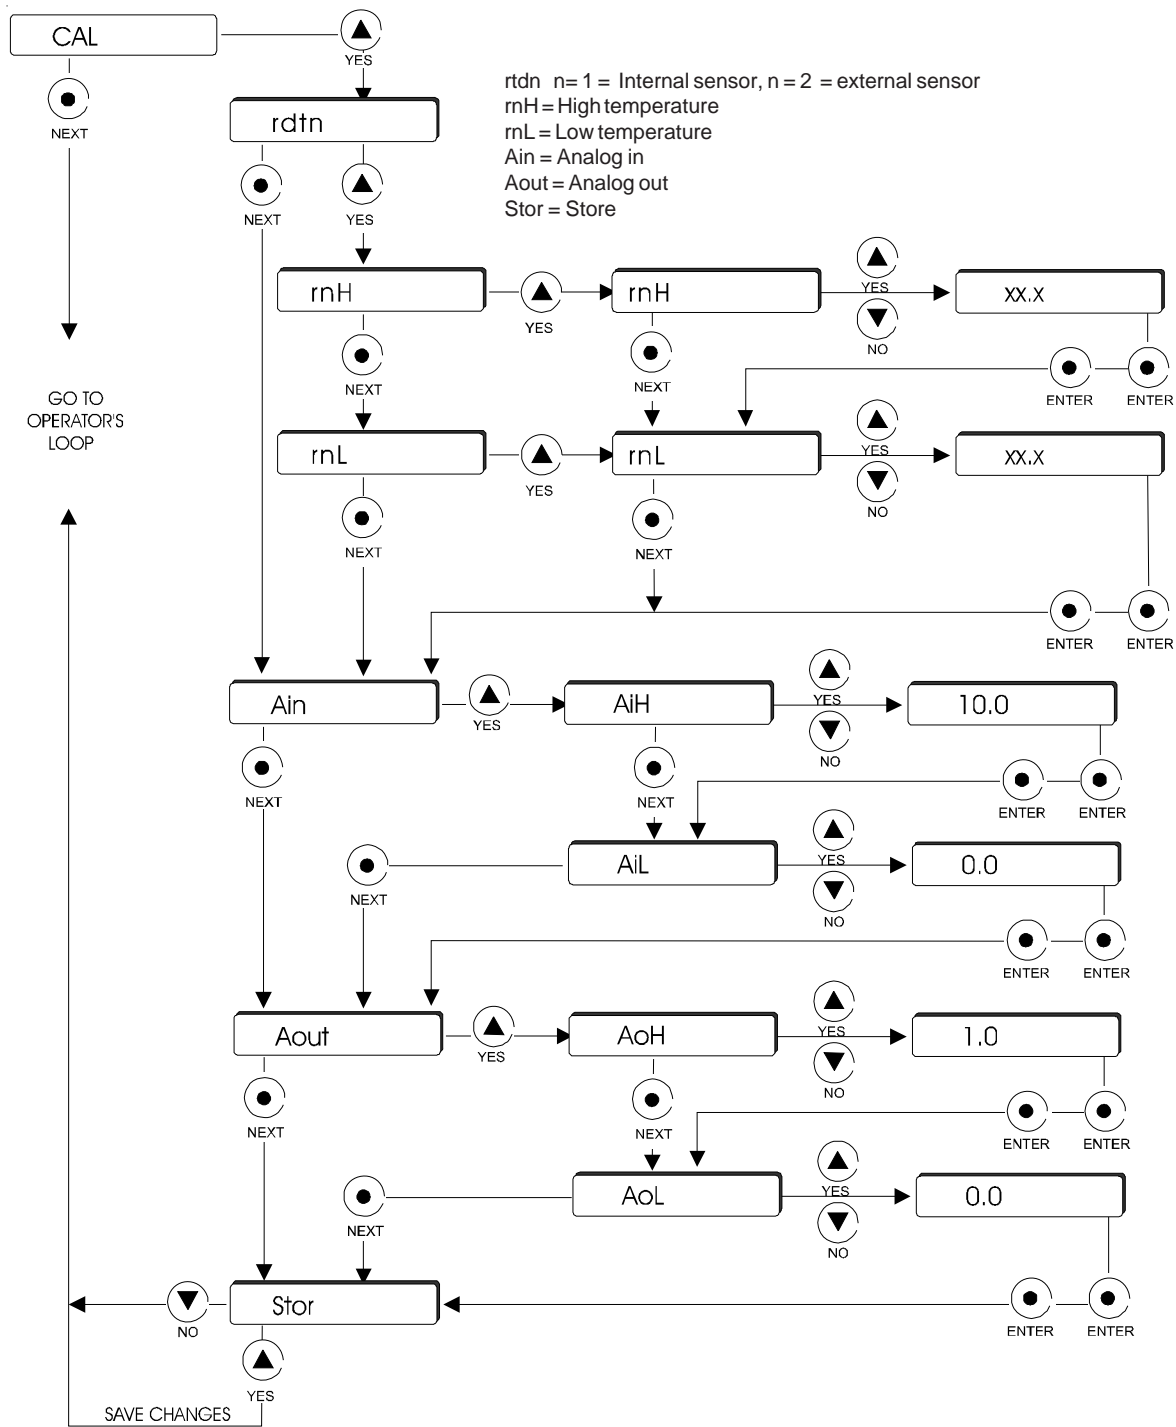 CAL
YES
NEXT
rdtn
rtdn n= 1 = Internal sensor, n = 2 = external sensor
rnH = High temperature
rnL = Low temperature
Ain = Analog in
Aout = Analog out
Stor = Store
NEXT
YES
rnH
YES
rnH
YES
NO
xx.x
NEXT
NEXT
ENTER
ENTER
GO TO
OPERATOR'S
LOOP
rnL
YES
rnL
YES
NO
xx.x
NEXT
NEXT
ENTER
ENTER
Ain
YES
AiH
YES
NO
10.0
NEXT
NEXT
ENTER
ENTER
NEXT
AiL
YES
NO
0.0
ENTER
ENTER
Aout
YES
AoH
YES
NO
1.0
NEXT
NEXT
ENTER
ENTER
NEXT
AoL
YES
NO
0.0
NO
Stor
ENTER
ENTER
YES
SAVE CHANGES